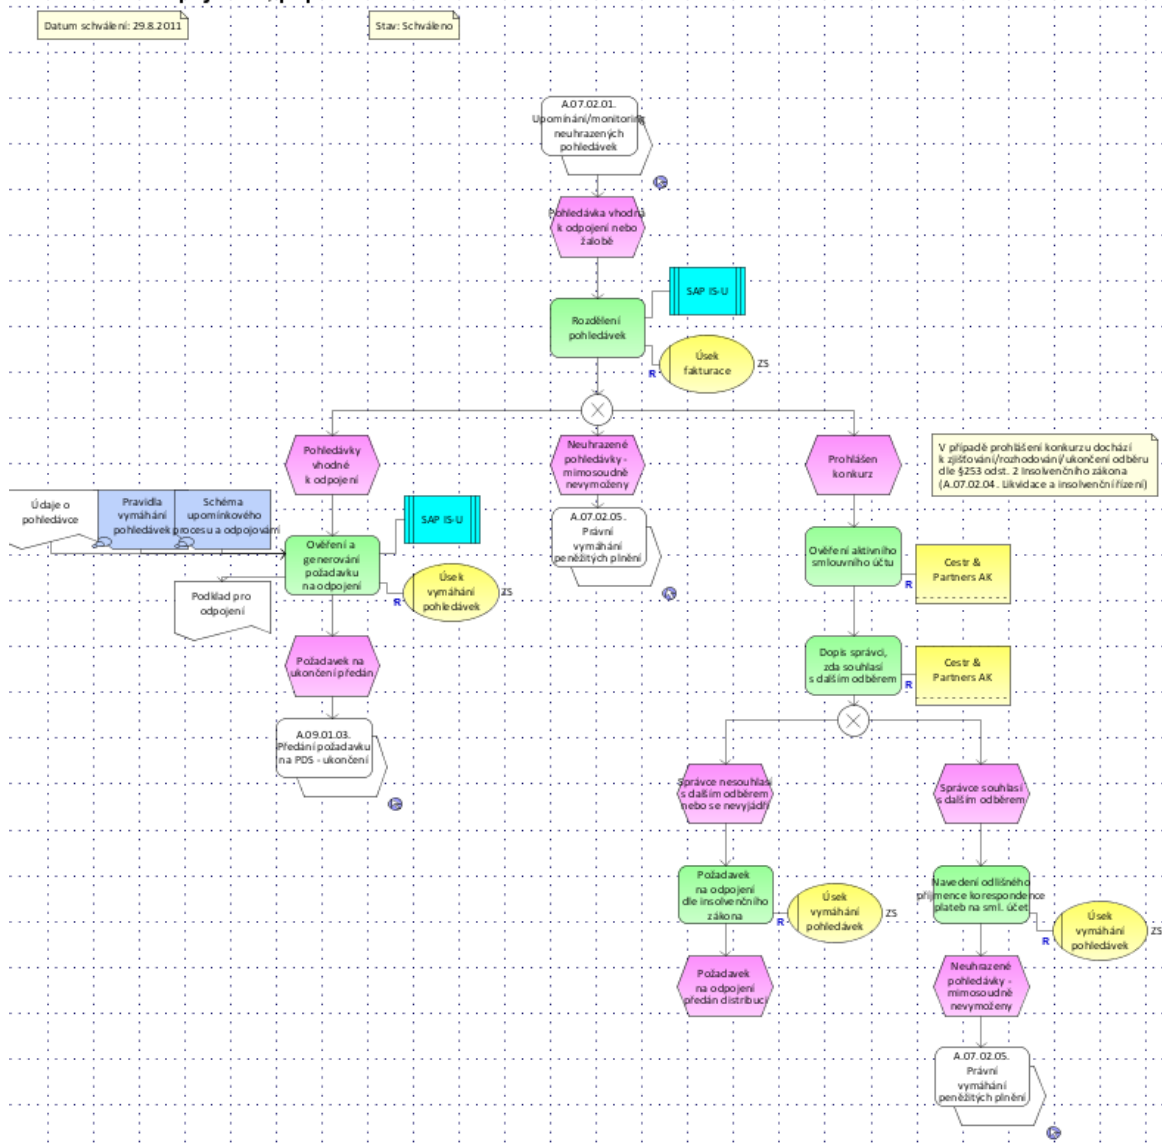 Datum schválení: 29.8.2011
Stav: Schváleno
A.07.02.01.
Upomínání/monitoring
neuhrazených
pohledávek
Pohledávka vhodná
k odpojení nebo
žalobě
SAP IS-U
Rozdělení
pohledávek
Úsek
fakturace
ZS
R
Pohledávky
vhodné
k odpojení
Neuhrazené
pohledávky -
mimosoudně
nevymoženy
Prohlášen
konkurz
V případě prohlášení konkurzu dochází
k zjišťování/rozhodování/ukončení odběru
dle §253 odst. 2 Insolvenčního zákona
(A.07.02.04. Likvidace a insolvenční řízení)
Údaje o
pohledávce
Pravidla
vymáhání
pohledávek
Schéma
upomínkového
procesu a odpojování
SAP IS-U
A.07.02.05.
Právní
vymáhání
peněžitých plnění
Ověření a
generování
požadavku
na odpojení
Ověření aktivního
smlouvního účtu
Cestr &
Partners AK
R
Úsek
vymáhání
pohledávek
ZS
R
Podklad pro
odpojení
Požadavek na
ukončení předán
Dopis správci,
zda souhlasí
s dalším odběrem
Cestr &
Partners AK
R
A.09.01.03.
Předání požadavku
na PDS - ukončení
Správce nesouhlasí
s dalším odběrem
nebo se nevyjádří
Správce souhlasí
s dalším odběrem
Požadavek
na odpojení
dle insolvenčního
zákona
Úsek
vymáhání
pohledávek
ZS
R
Navedení odlišného
příjmence korespondence
plateb na sml. účet
Úsek
vymáhání
pohledávek
ZS
R
Požadavek
na odpojení
předán distribuci
Neuhrazené
pohledávky -
mimosoudně
nevymoženy
A.07.02.05.
Právní
vymáhání
peněžitých plnění